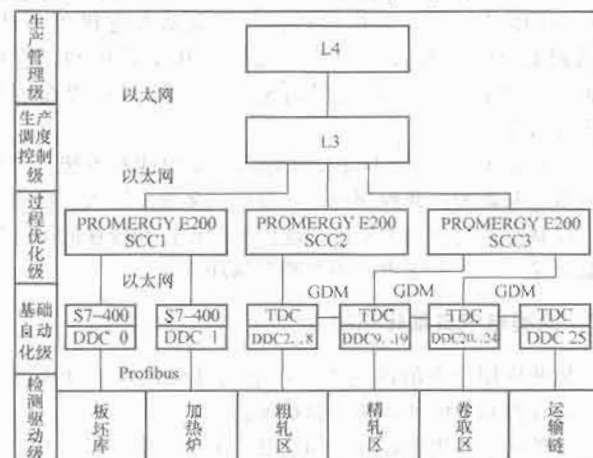 生产管理级
L4
以太网
生产调度控制级
L3
以太网
过程优化级
PROMERGY E200
SCC1
PROMERGY E200
SCC2
PROMERGY E200
SCC3
以太网
GDM
GDM
GDM
基础自动化级
S7-400
DDC 0
S7-400
DDC 1
TDC
DDC2…8
TDC
DDC9…19
TDC
DDC20…24
TDC
DDC 25
Profibus
检测驱动级
板坯库
加热炉
粗轧区
精轧区
卷取区
运输链